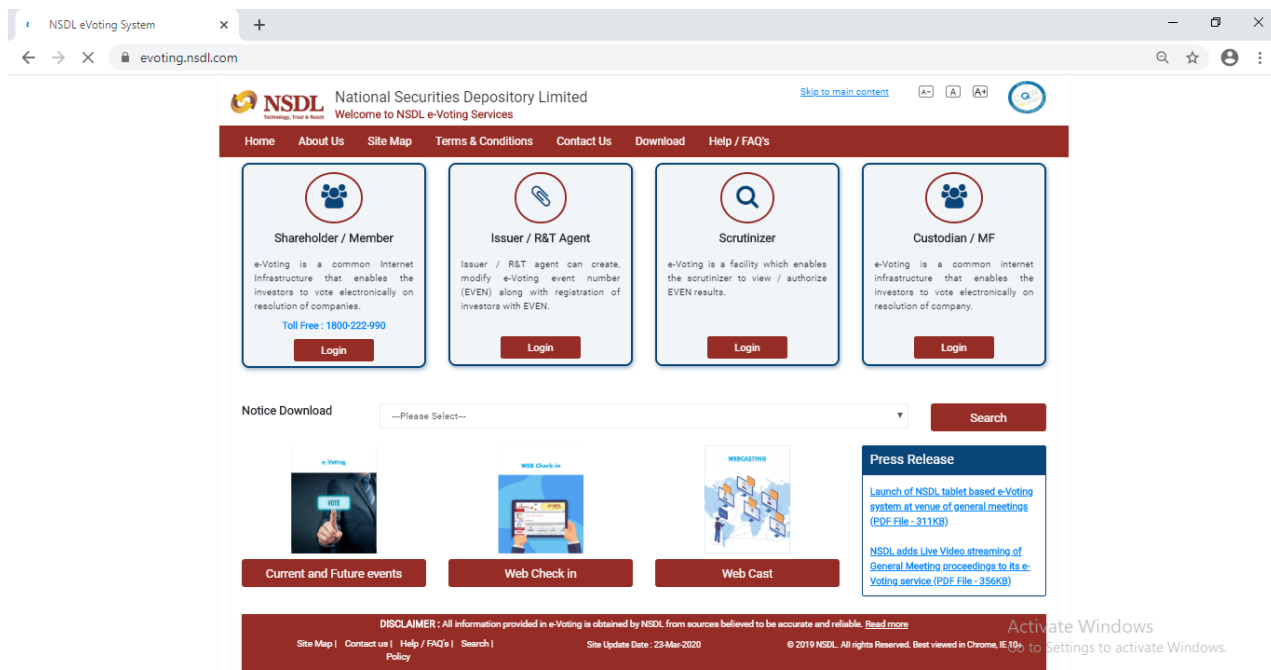 NSDL eVoting System
evoting.nsdl.com
NSDL
Technology, Trust & Reach
National Securities Depository Limited
Welcome to NSDL e-Voting Services
Skip to main content
A- A A+
Home About Us Site Map Terms & Conditions Contact Us Download Help / FAQ's
Shareholder / Member
e-Voting is a common Internet
Infrastructure that enables the
investors to vote electronically on
resolution of companies.
Toll Free : 1800-222-990
Login
Issuer / R&T Agent
Issuer / R&T agent can create,
modify e-Voting event number
(EVEN) along with registration of
investors with EVEN.
Login
Scrutinizer
e-Voting is a facility which enables
the scrutinizer to view / authorize
EVEN results.
Login
Custodian / MF
e-Voting is a common internet
infrastructure that enables the
investors to vote electronically on
resolution of company.
Login
Notice Download
---Please Select---
Search
e-Voting
VOTE
Current and Future events
WEB Check-in
Web Check in
WEBCASTING
Web Cast
Press Release
Launch of NSDL tablet based e-Voting
system at venue of general meetings
(PDF File - 311KB)
NSDL adds Live Video streaming of
General Meeting proceedings to its e-
Voting service (PDF File - 356KB)
DISCLAIMER : All information provided in e-Voting is obtained by NSDL from sources believed to be accurate and reliable. Read more
Site Map | Contact us | Help / FAQ's | Search |
Policy
Site Update Date : 23-Mar-2020
© 2019 NSDL. All rights Reserved. Best viewed in Chrome, IE 10+
Activate Windows
Go to Settings to activate Windows.